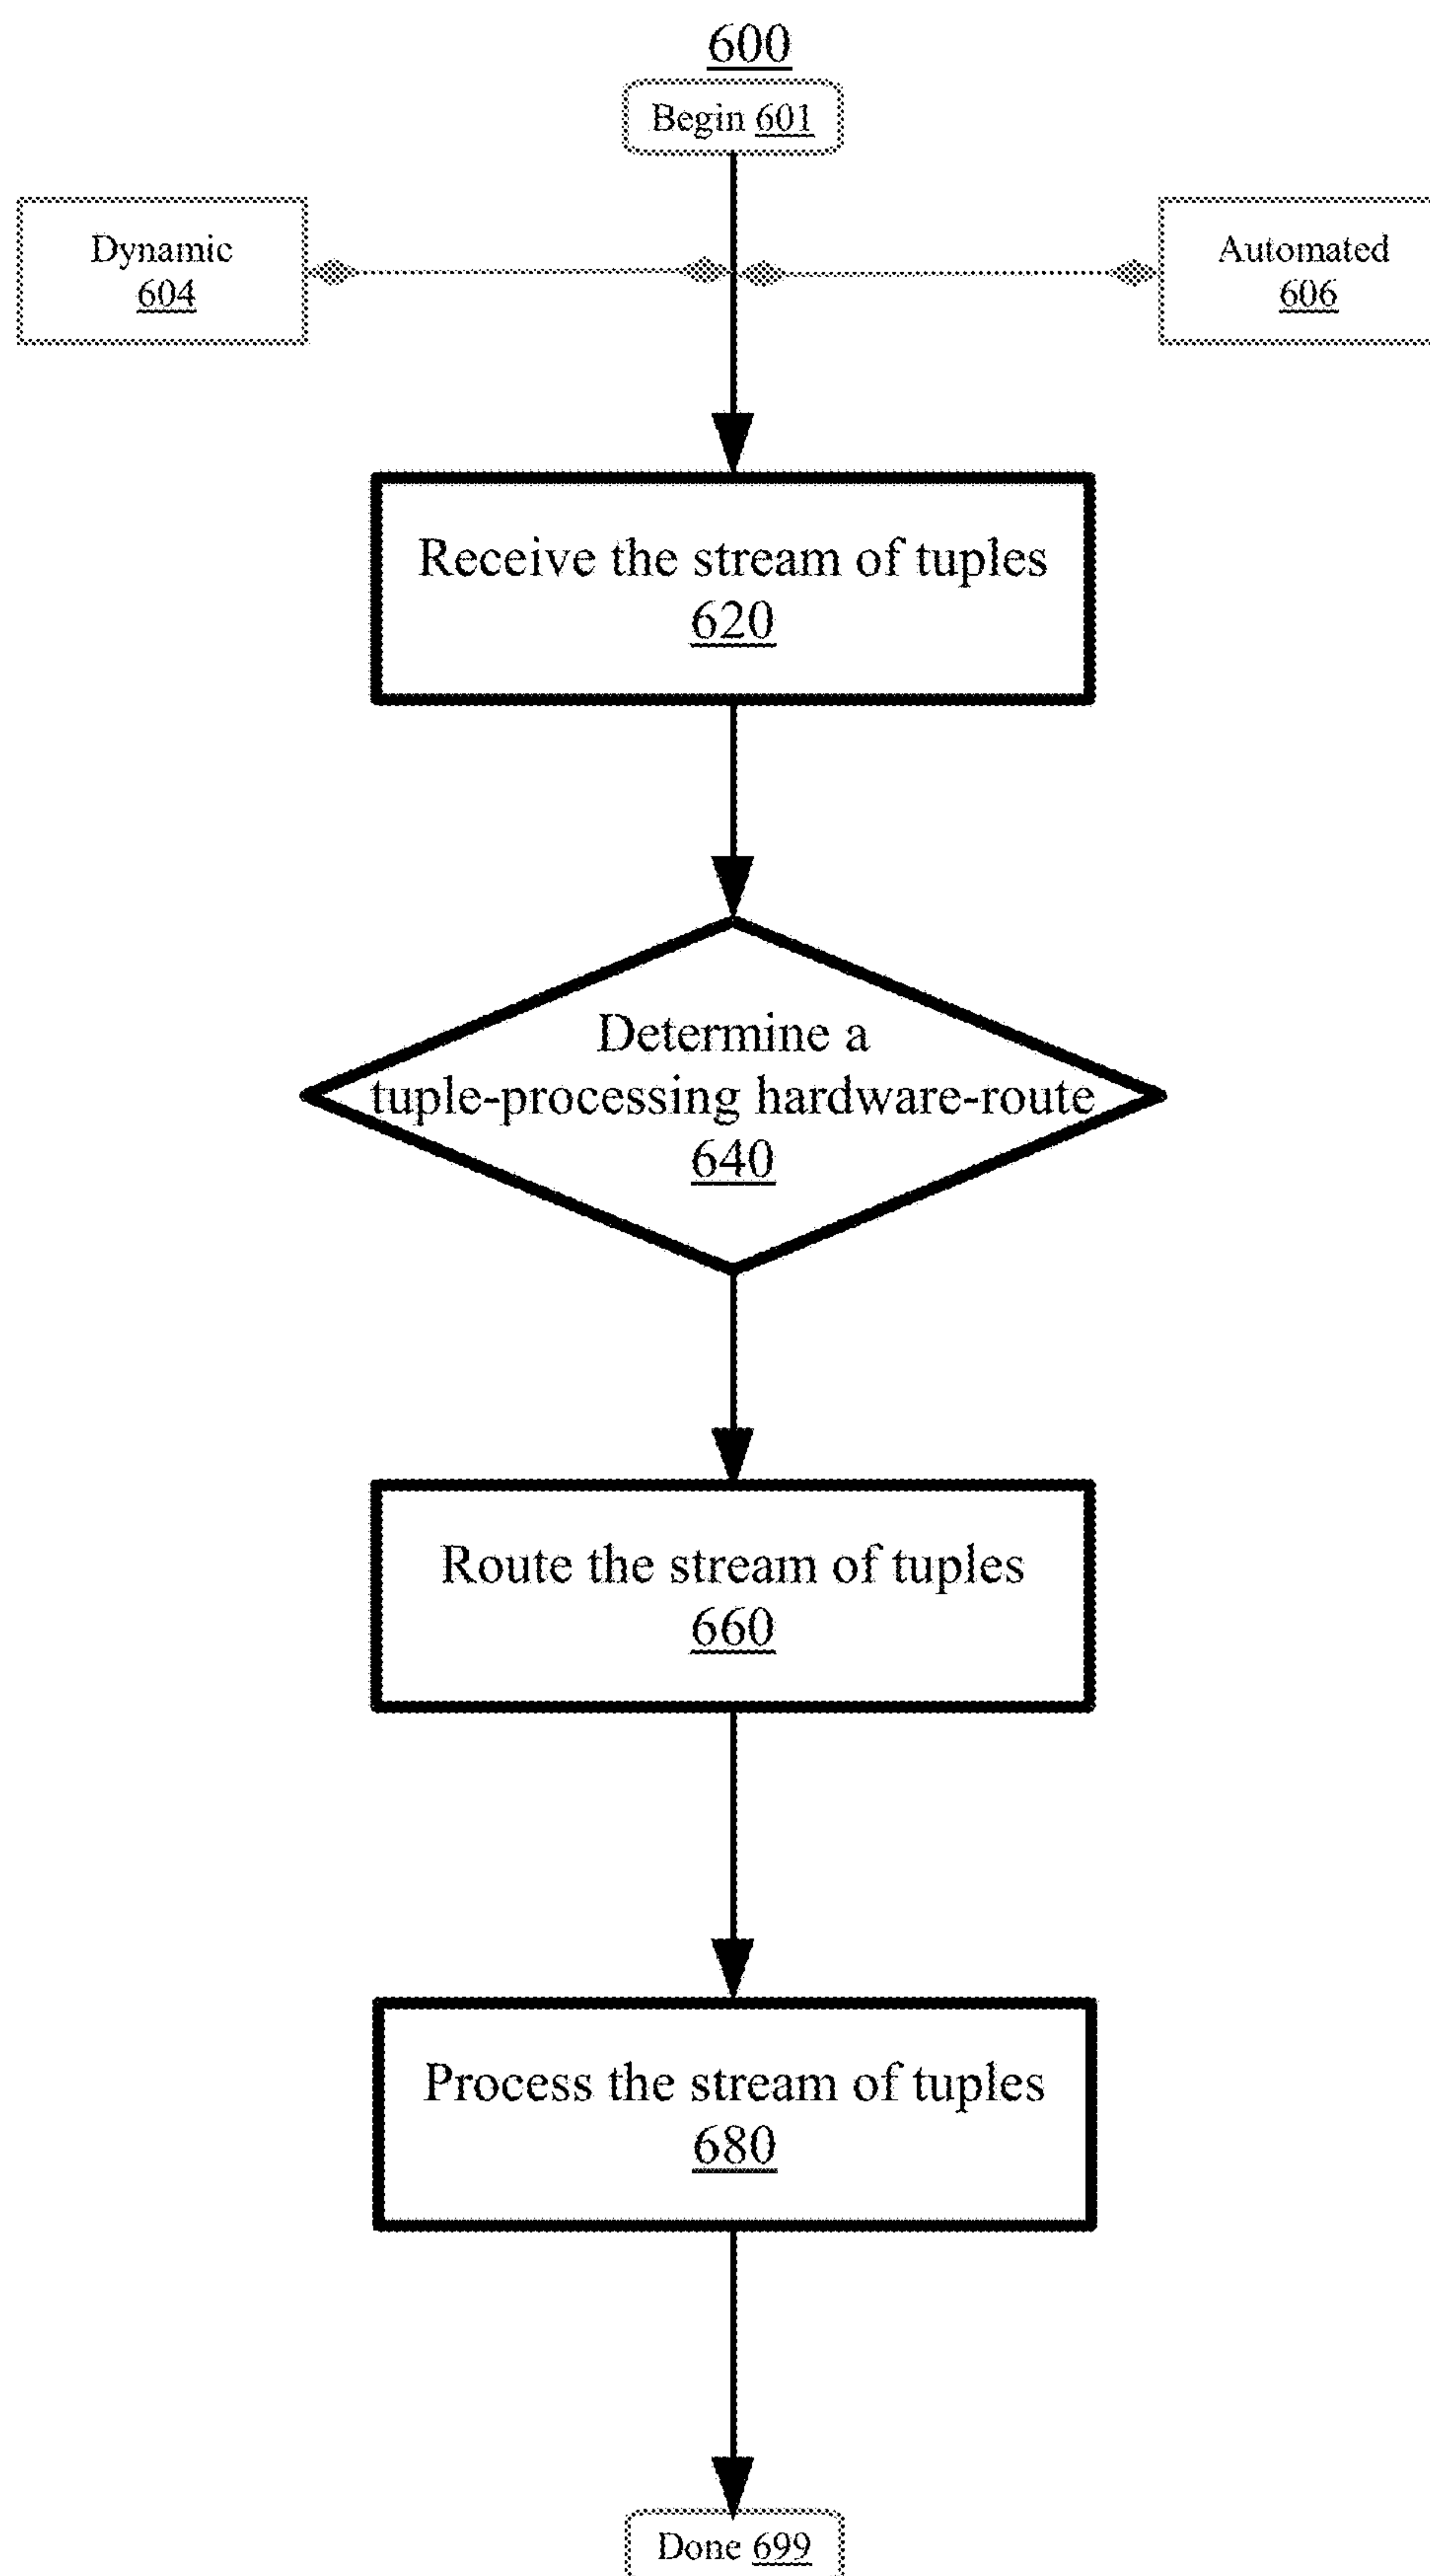 600
Begin 601
Dynamic
604
Automated
606
Receive the stream of tuples
620
Determine a
tuple-processing hardware-route
640
Route the stream of tuples
660
Process the stream of tuples
680
Done 699